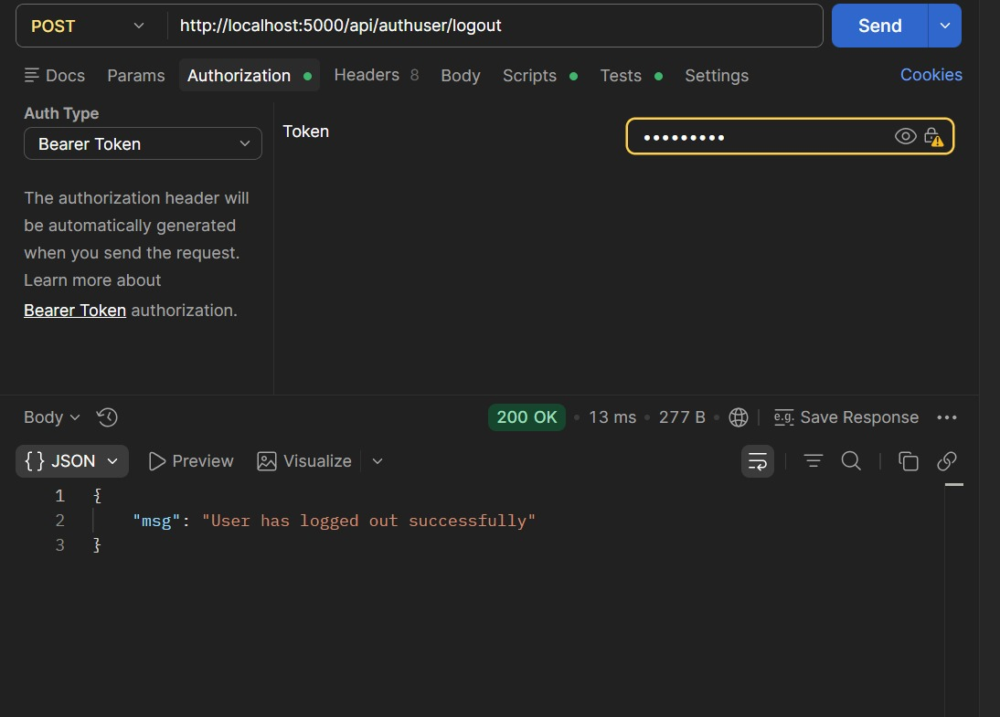 POST http://localhost:5000/api/authuser/logout Send
Docs Params Authorization Headers 8 Body Scripts Tests Settings Cookies
Auth Type
Bearer Token
Token
•••••••••
The authorization header will
be automatically generated
when you send the request.
Learn more about
Bearer Token authorization.
Body 200 OK • 13 ms • 277 B • e.g. Save Response
{} JSON Preview Visualize
1 {
2 "msg": "User has logged out successfully"
3 }